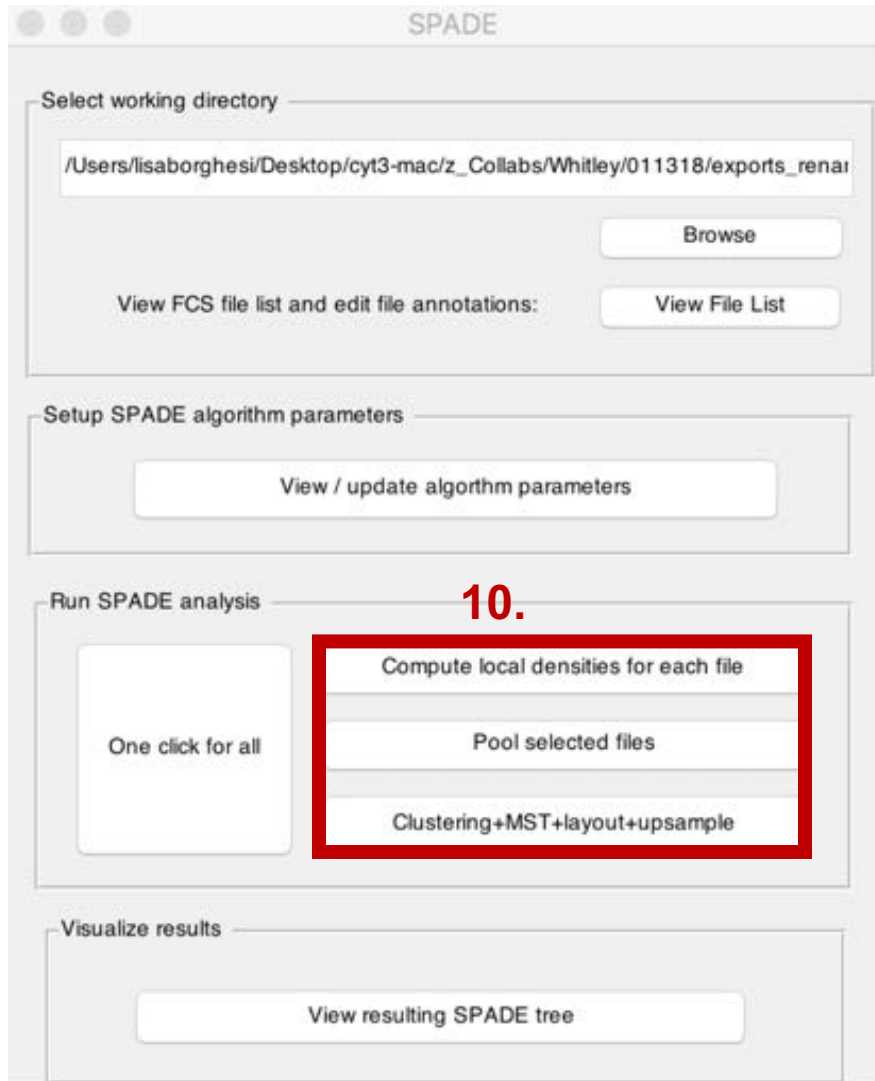 SPADE
Select working directory
/Users/lisaborghesi/Desktop/cyt3-mac/z_Collabs/Whitley/011318/exports_renar
Browse
View FCS file list and edit file annotations:
View File List
Setup SPADE algorithm parameters
View / update algorthm parameters
Run SPADE analysis
10.
One click for all
Compute local densities for each file
Pool selected files
Clustering+MST+layout+upsample
Visualize results
View resulting SPADE tree